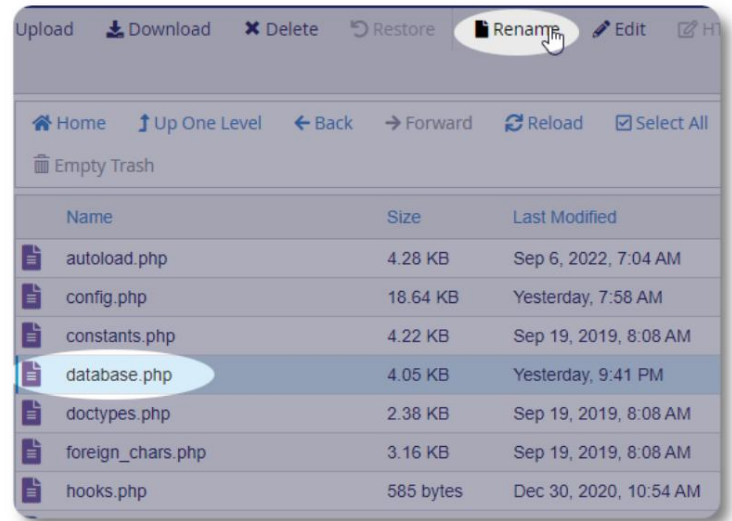 Upload Download Delete Restore Rename Edit
Home Up One Level Back Forward Reload Select All
Empty Trash
Name Size Last Modified
autoload.php 4.28 KB Sep 6, 2022, 7:04 AM
config.php 18.64 KB Yesterday, 7:58 AM
constants.php 4.22 KB Sep 19, 2019, 8:08 AM
database.php 4.05 KB Yesterday, 9:41 PM
doctypes.php 2.38 KB Sep 19, 2019, 8:08 AM
foreign_chars.php 3.16 KB Sep 19, 2019, 8:08 AM
hooks.php 585 bytes Dec 30, 2020, 10:54 AM